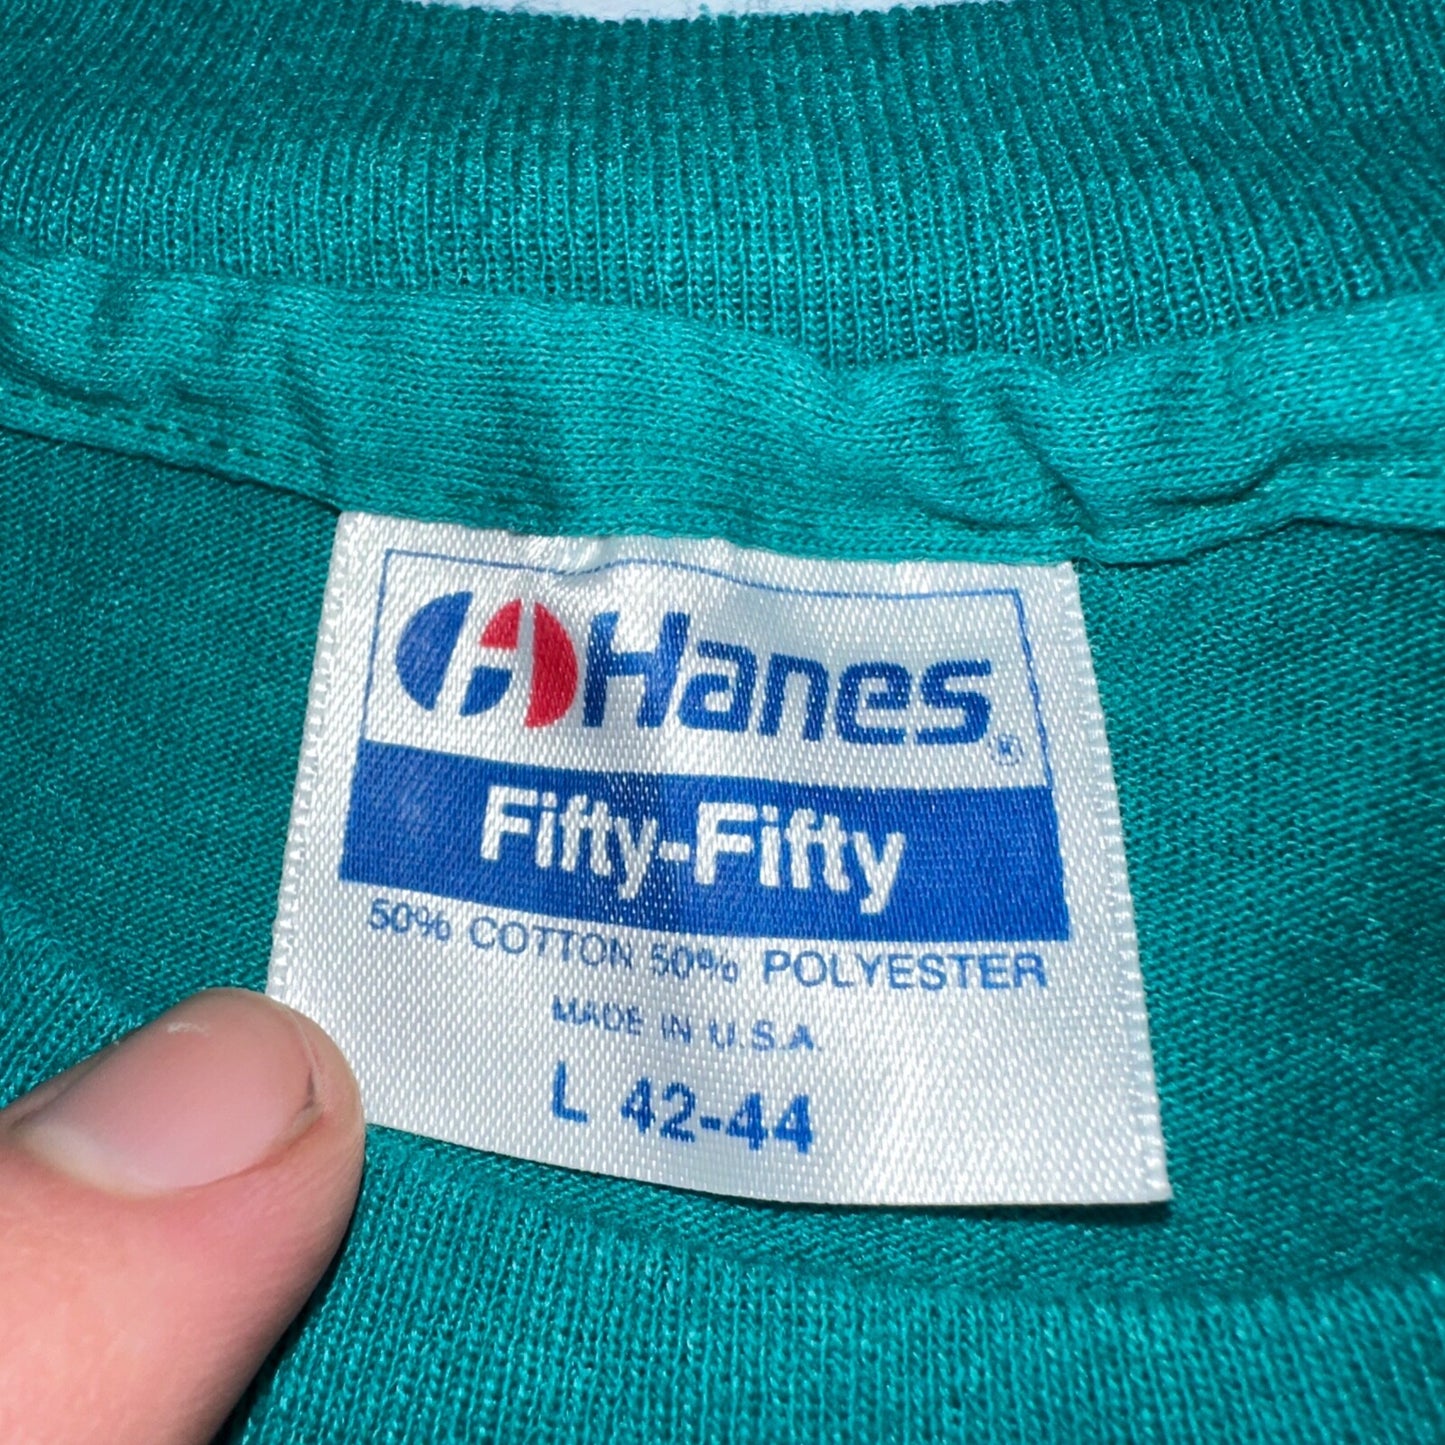 Hanes®
Fifty-Fifty
50% COTTON 50% POLYESTER
MADE IN U.S.A.
L 42-44